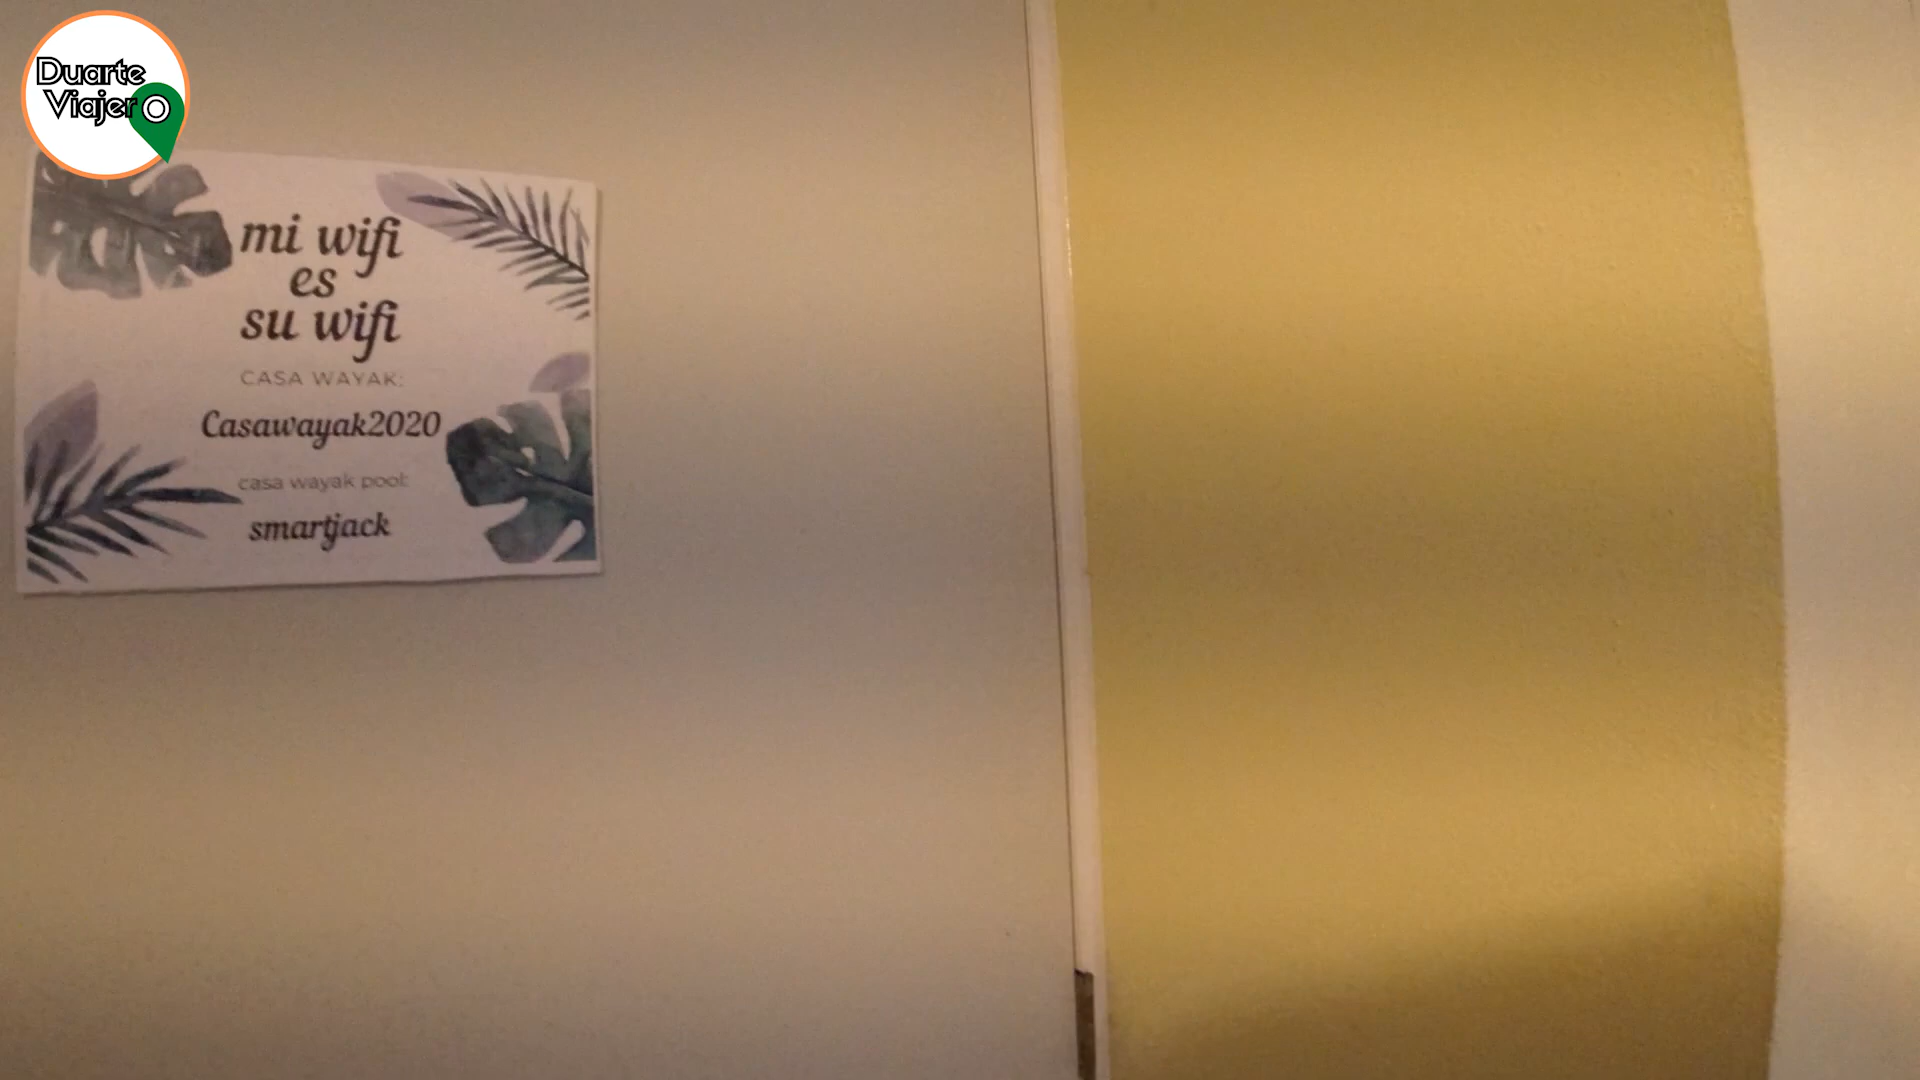 Duarte
Viajero
mi wifi
es
su wifi
CASA WAYAK:
Casawayak2020
casa wayak pool:
smartjack